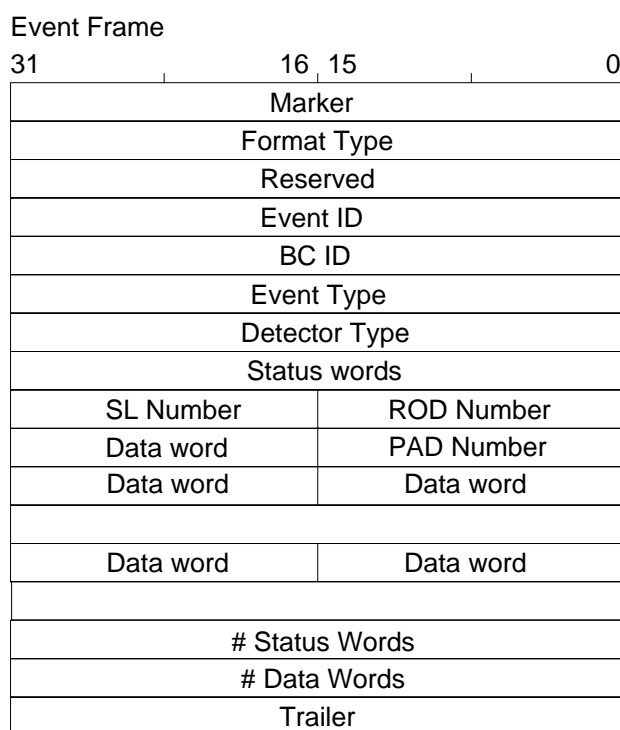 Event Frame
31 16 15 0
Marker
Format Type
Reserved
Event ID
BC ID
Event Type
Detector Type
Status words
SL Number ROD Number
Data word PAD Number
Data word Data word
Data word Data word
# Status Words
# Data Words
Trailer